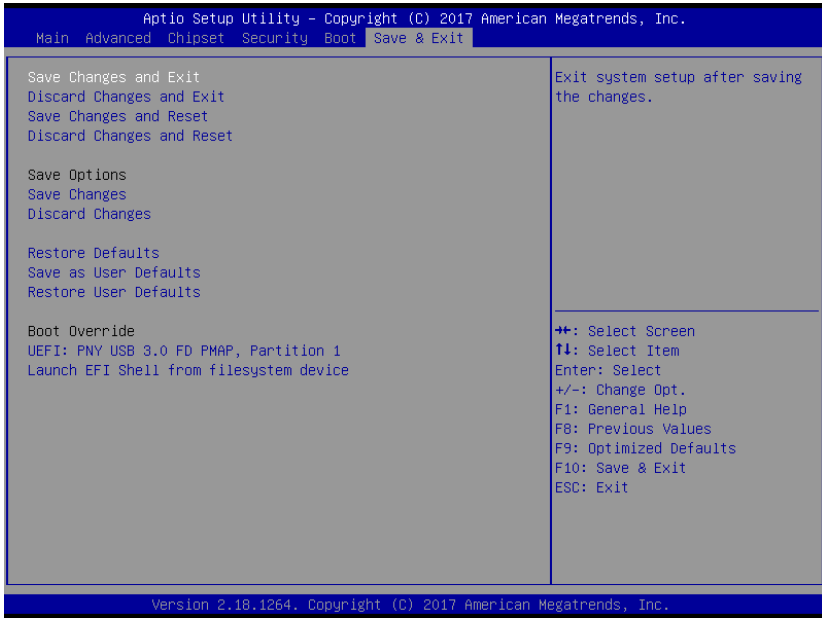 Aptio Setup Utility – Copyright (C) 2017 American Megatrends, Inc.
Main Advanced Chipset Security Boot Save & Exit
Save Changes and Exit
Discard Changes and Exit
Save Changes and Reset
Discard Changes and Reset
Save Options
Save Changes
Discard Changes
Restore Defaults
Save as User Defaults
Restore User Defaults
Boot Override
UEFI: PNY USB 3.0 FD PMAP, Partition 1
Launch EFI Shell from filesystem device
Exit system setup after saving
the changes.
→←: Select Screen
↑↓: Select Item
Enter: Select
+/-: Change Opt.
F1: General Help
F8: Previous Values
F9: Optimized Defaults
F10: Save & Exit
ESC: Exit
Version 2.18.1264. Copyright (C) 2017 American Megatrends, Inc.